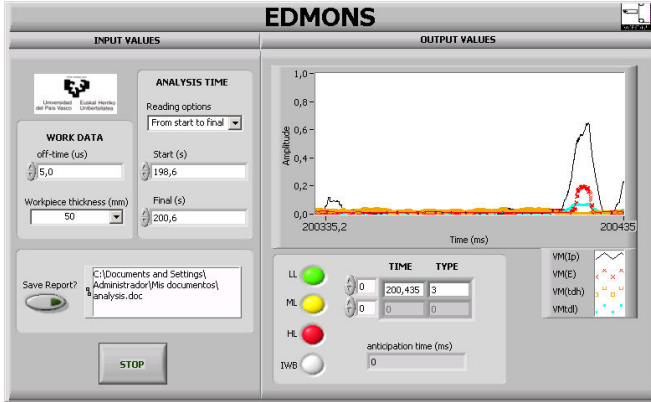 EDMONS
INPUT VALUES
OUTPUT VALUES
Universidad Euskal Herriko
del País Vasco Unibertsitatea
ANALYSIS TIME
Reading options
From start to final
Start (s)
198,6
Final (s)
200,6
WORK DATA
off-time (us)
5,0
Workpiece thickness (mm)
50
Save Report?
C:\Documents and Settings\
Administrador\Mis documentos\
analysis.doc
STOP
Amplitude
1,0
0,8
0,6
0,4
0,2
0,0
200335,2
200435
Time (ms)
VM(Ip)
VM(E)
VM(tdh)
VMtdl)
LL
ML
HL
IWB
TIME TYPE
0 200,435 3
0 0 0
anticipation time (ms)
0